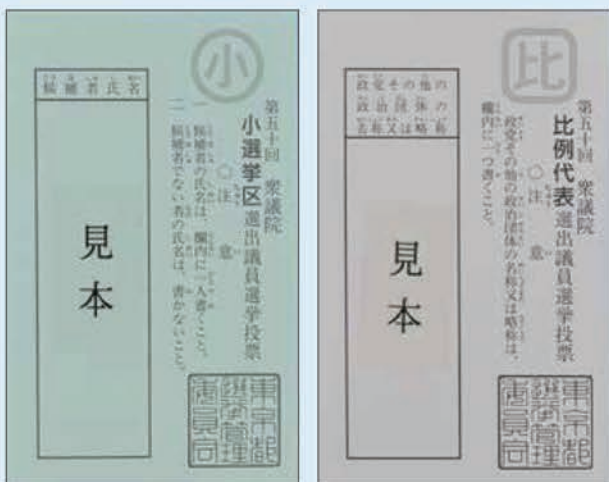 小
第五十回 衆議院
小選挙区選出議員選挙投票
○注意
一 候補者の氏名は、欄内に一人書くこと。
二 候補者でない者の氏名は、書かないこと。
候補者氏名
見本
東京都
選挙管理
委員会
比
第五十回 衆議院
比例代表選出議員選挙投票
○注意
政党その他の政治団体の名称又は略称は、
欄内に一つ書くこと。
政党その他の
政治団体の
名称又は略称
見本
東京都
選挙管理
委員会